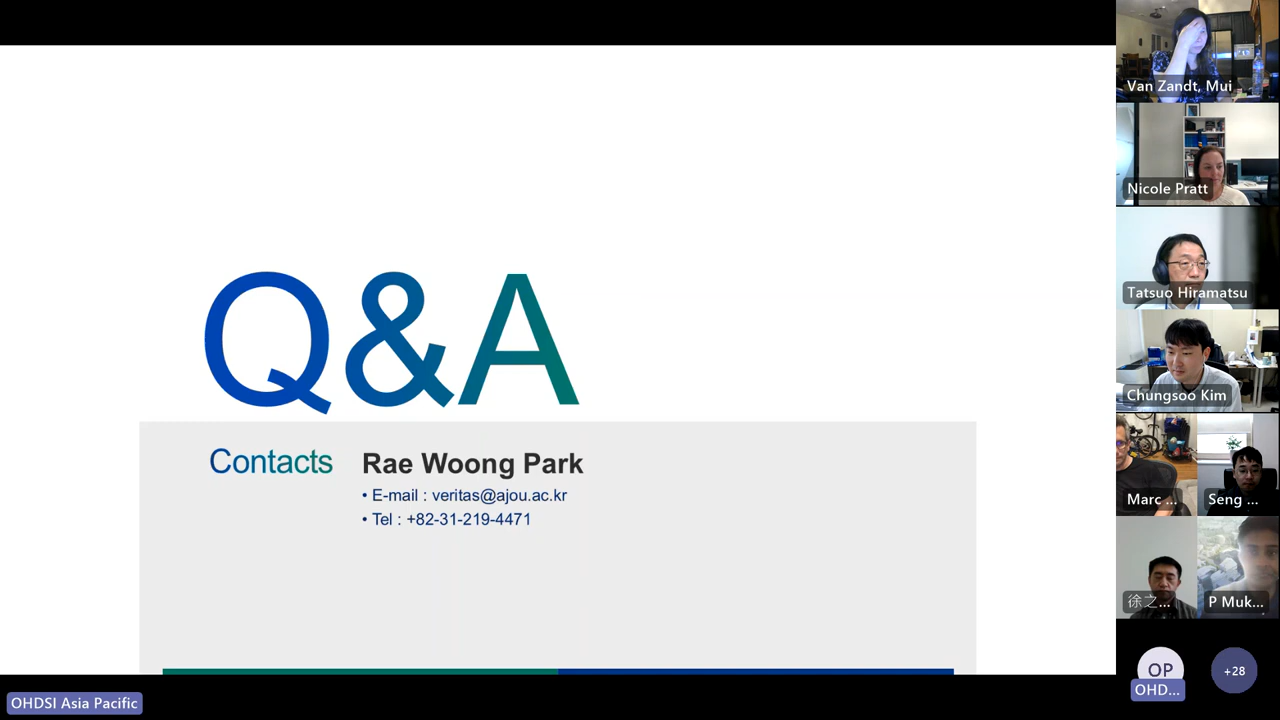 Q&A
Contacts
Rae Woong Park
• E-mail : veritas@ajou.ac.kr
• Tel : +82-31-219-4471
OHDSI Asia Pacific
Van Zandt, Mui
Nicole Pratt
Tatsuo Hiramatsu
Chungsoo Kim
Marc ...
Seng ...
徐之...
P Muk...
OP
OHD...
+28